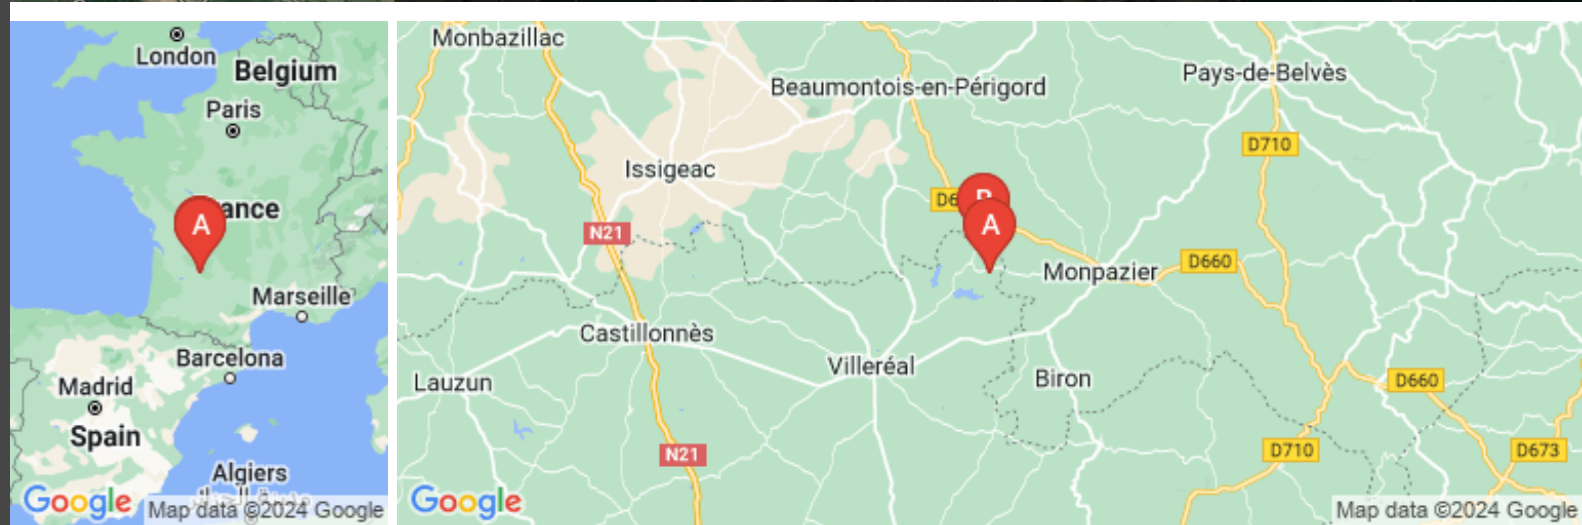 London
Belgium
Paris
France
A
Marseille
Barcelona
Madrid
Spain
Algiers
Google
Map data ©2024 Google
Monbazillac
Beaumontois-en-Périgord
Pays-de-Belvès
D710
Issigeac
B
A
N21
Monpazier
D660
Castillonnès
Villeréal
Lauzun
Biron
D660
N21
D710
D673
Google
Map data ©2024 Google